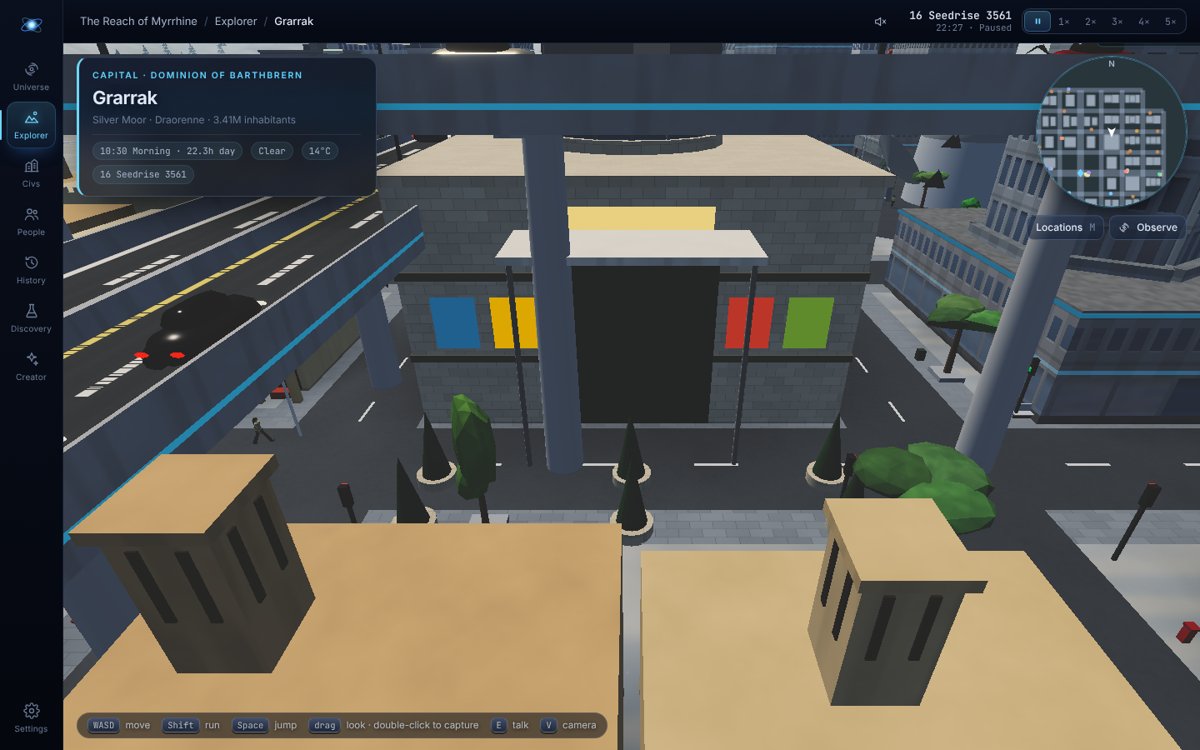 The Reach of Myrrhine / Explorer / Grarrak
16 Seedrise 3561
22:27 · Paused
1× 2× 3× 4× 5×
Universe
Explorer
Civs
People
History
Discovery
Creator
Settings
CAPITAL · DOMINION OF BARTHBRERN
Grarrak
Silver Moor · Draorenne · 3.41M inhabitants
10:30 Morning · 22.3h day Clear 14°C
16 Seedrise 3561
N
Locations M Observe
WASD move Shift run Space jump drag look · double-click to capture E talk V camera